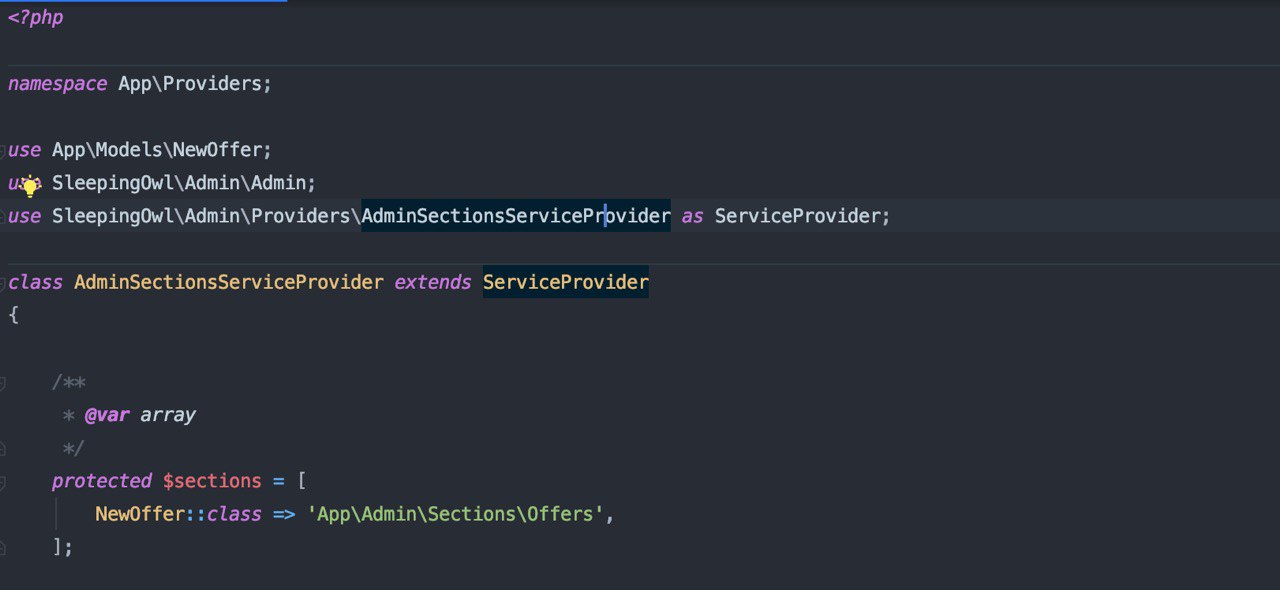 <?php
namespace App\Providers;
use App\Models\NewOffer;
use SleepingOwl\Admin\Admin;
use SleepingOwl\Admin\Providers\AdminSectionsServiceProvider as ServiceProvider;
class AdminSectionsServiceProvider extends ServiceProvider
{
/**
* @var array
*/
protected $sections = [
NewOffer::class => 'App\Admin\Sections\Offers',
];